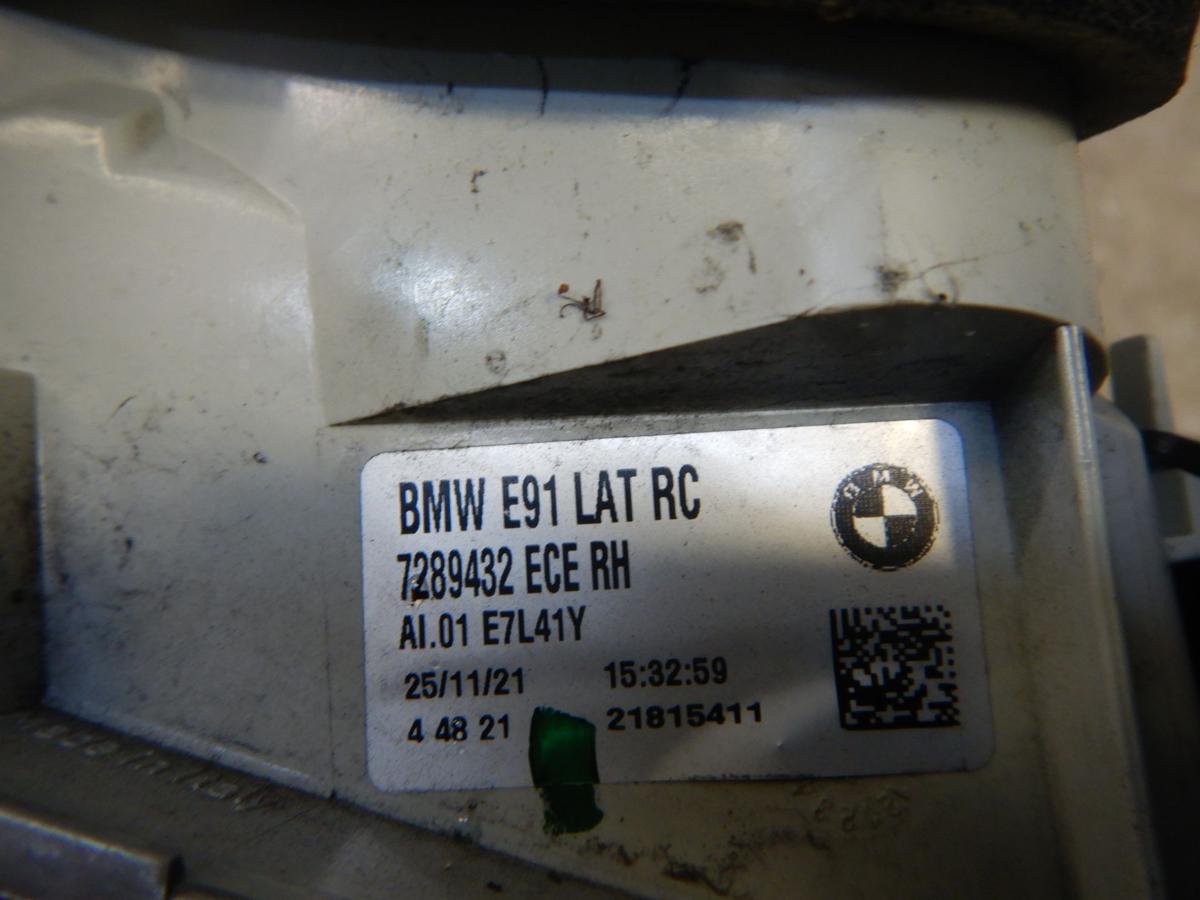 BMW E91 LAT RC
BMW
7289432 ECE RH
AI.01 E7L41Y
25/11/21 15:32:59
4 48 21 21815411